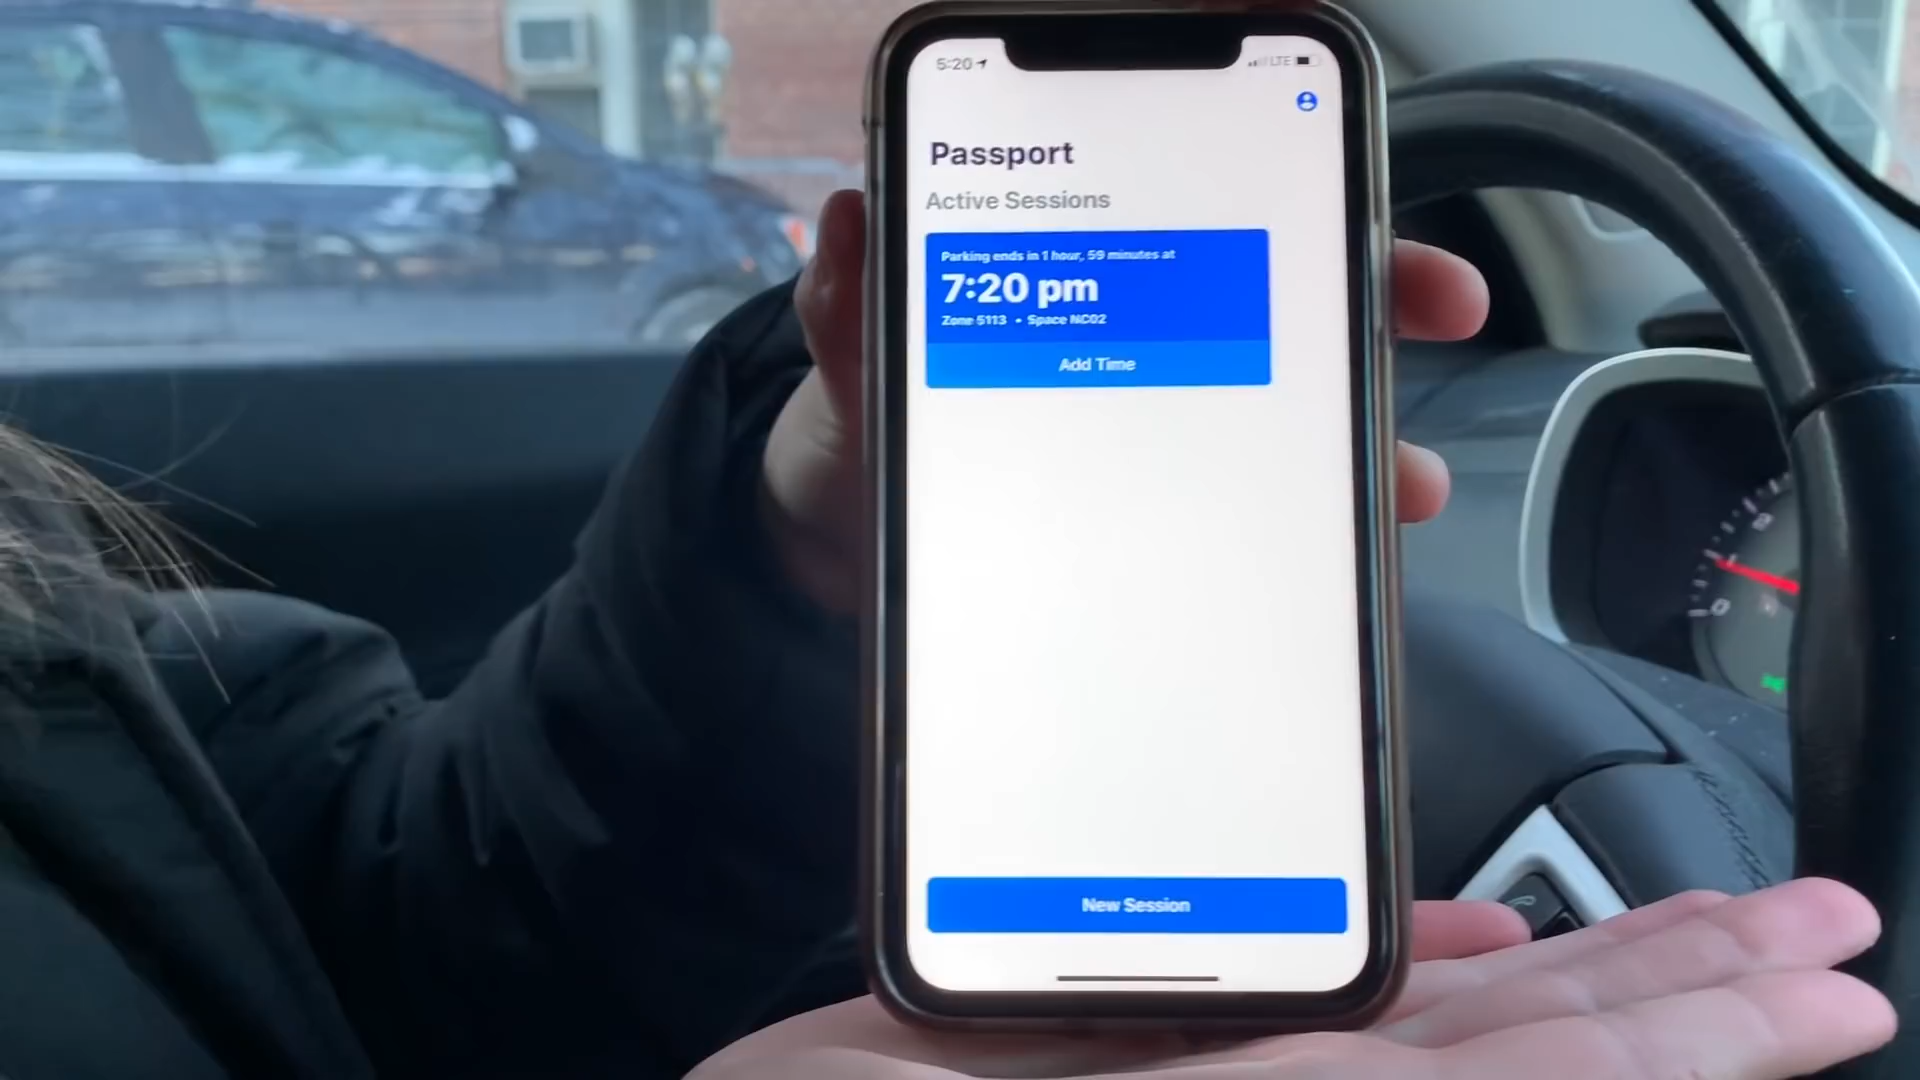 5:20
LTE
Passport
Active Sessions
Parking ends in 1 hour, 59 minutes at
7:20 pm
Zone 5113 • Space NC02
Add Time
New Session
0